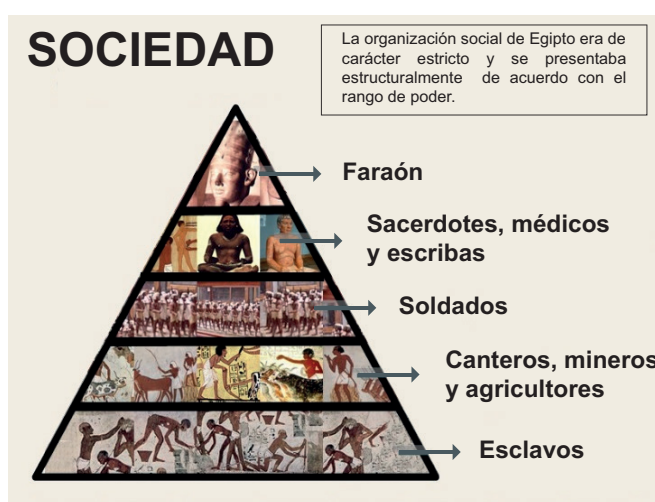 SOCIEDAD
La organización social de Egipto era de
carácter estricto y se presentaba
estructuralmente de acuerdo con el
rango de poder.
Faraón
Sacerdotes, médicos
y escribas
Soldados
Canteros, mineros
y agricultores
Esclavos